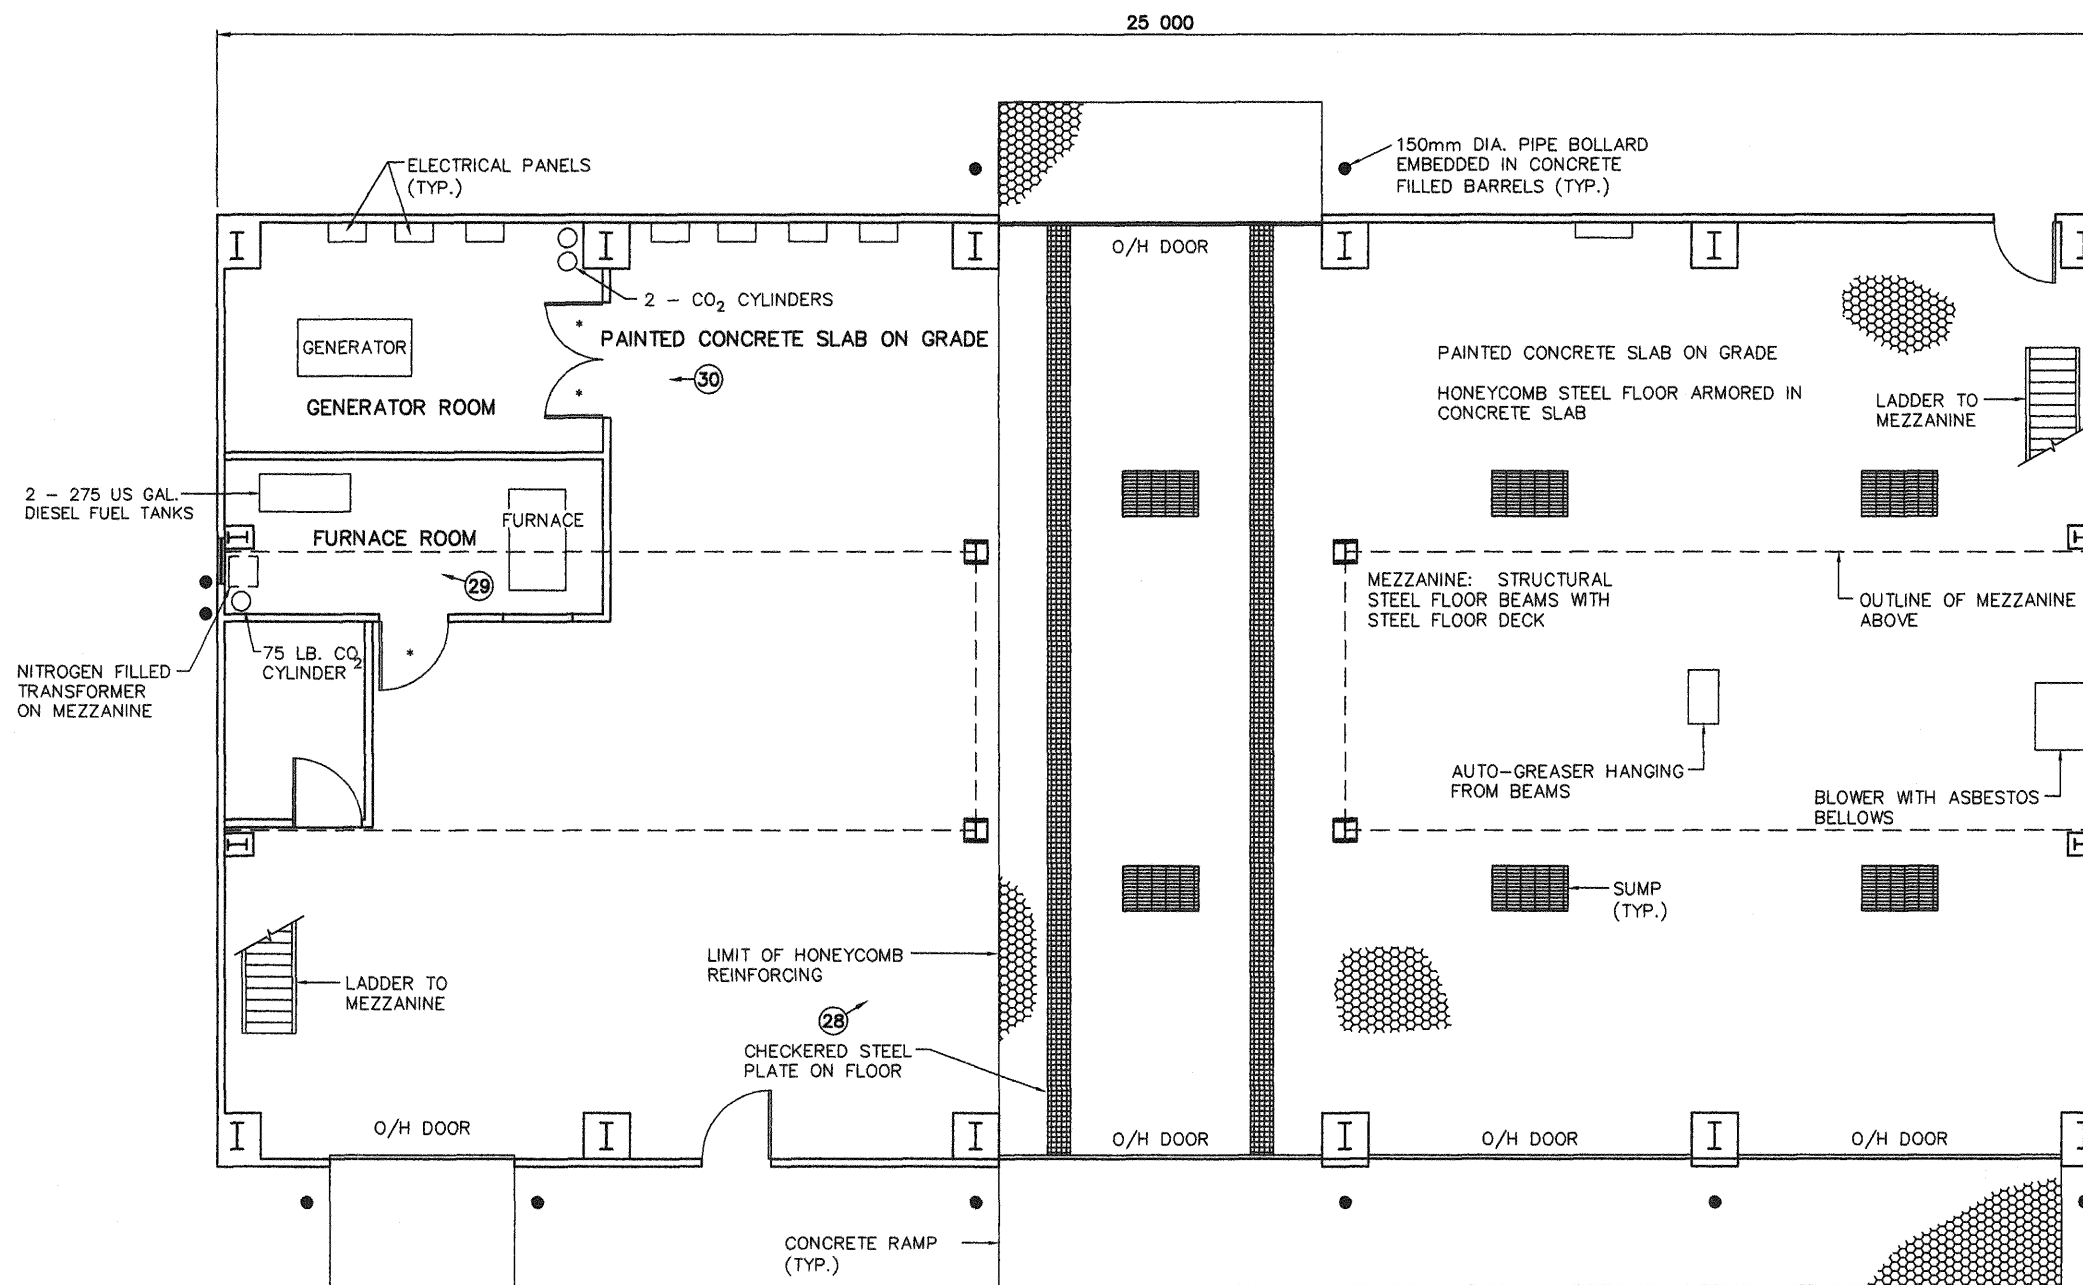 25 000
ELECTRICAL PANELS
(TYP.)
150mm DIA. PIPE BOLLARD
EMBEDDED IN CONCRETE
FILLED BARRELS (TYP.)
O/H DOOR
2 - CO2 CYLINDERS
GENERATOR
PAINTED CONCRETE SLAB ON GRADE
30
GENERATOR ROOM
*
*
PAINTED CONCRETE SLAB ON GRADE
HONEYCOMB STEEL FLOOR ARMORED IN
CONCRETE SLAB
LADDER TO
MEZZANINE
2 - 275 US GAL.
DIESEL FUEL TANKS
FURNACE
FURNACE ROOM
29
MEZZANINE: STRUCTURAL
STEEL FLOOR BEAMS WITH
STEEL FLOOR DECK
OUTLINE OF MEZZANINE
ABOVE
75 LB. CO2
CYLINDER
*
NITROGEN FILLED
TRANSFORMER
ON MEZZANINE
AUTO-GREASER HANGING
FROM BEAMS
BLOWER WITH ASBESTOS
BELLOWS
SUMP
(TYP.)
LIMIT OF HONEYCOMB
REINFORCING
LADDER TO
MEZZANINE
28
CHECKERED STEEL
PLATE ON FLOOR
O/H DOOR
O/H DOOR
O/H DOOR
O/H DOOR
CONCRETE RAMP
(TYP.)